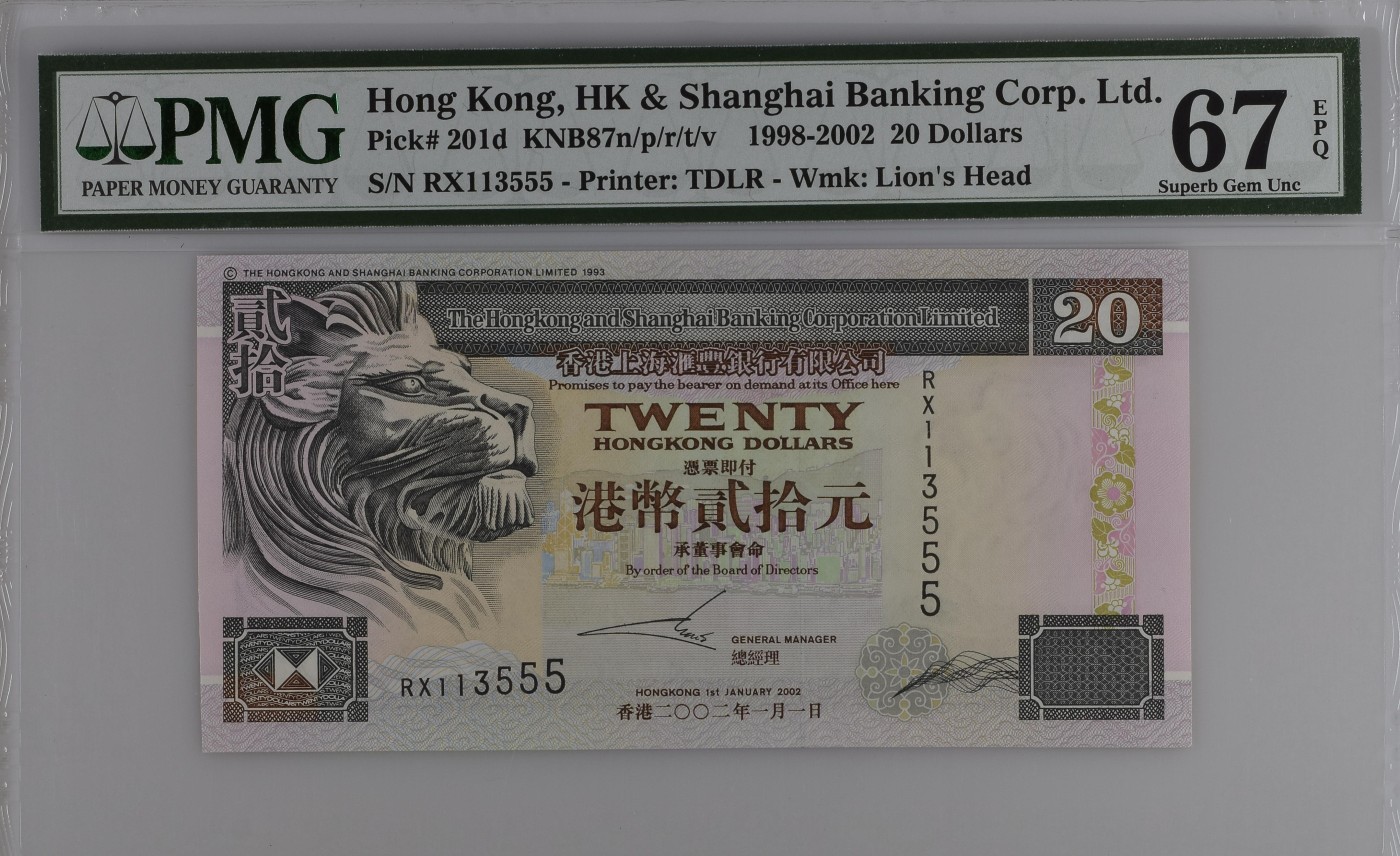 PMG
PAPER MONEY GUARANTY
Hong Kong, HK & Shanghai Banking Corp. Ltd.
Pick# 201d KNB87n/p/r/t/v 1998-2002 20 Dollars
S/N RX113555 - Printer: TDLR - Wmk: Lion's Head
67
EPQ
Superb Gem Unc
© THE HONGKONG AND SHANGHAI BANKING CORPORATION LIMITED 1993
貳拾
The Hongkong and Shanghai Banking Corporation Limited
20
香港上海滙豐銀行有限公司
Promises to pay the bearer on demand at its Office here
RX113555
TWENTY
HONGKONG DOLLARS
憑票即付
港幣貳拾元
承董事會命
By order of the Board of Directors
GENERAL MANAGER
總經理
RX113555
HONGKONG 1st JANUARY 2002
香港二〇〇二年一月一日